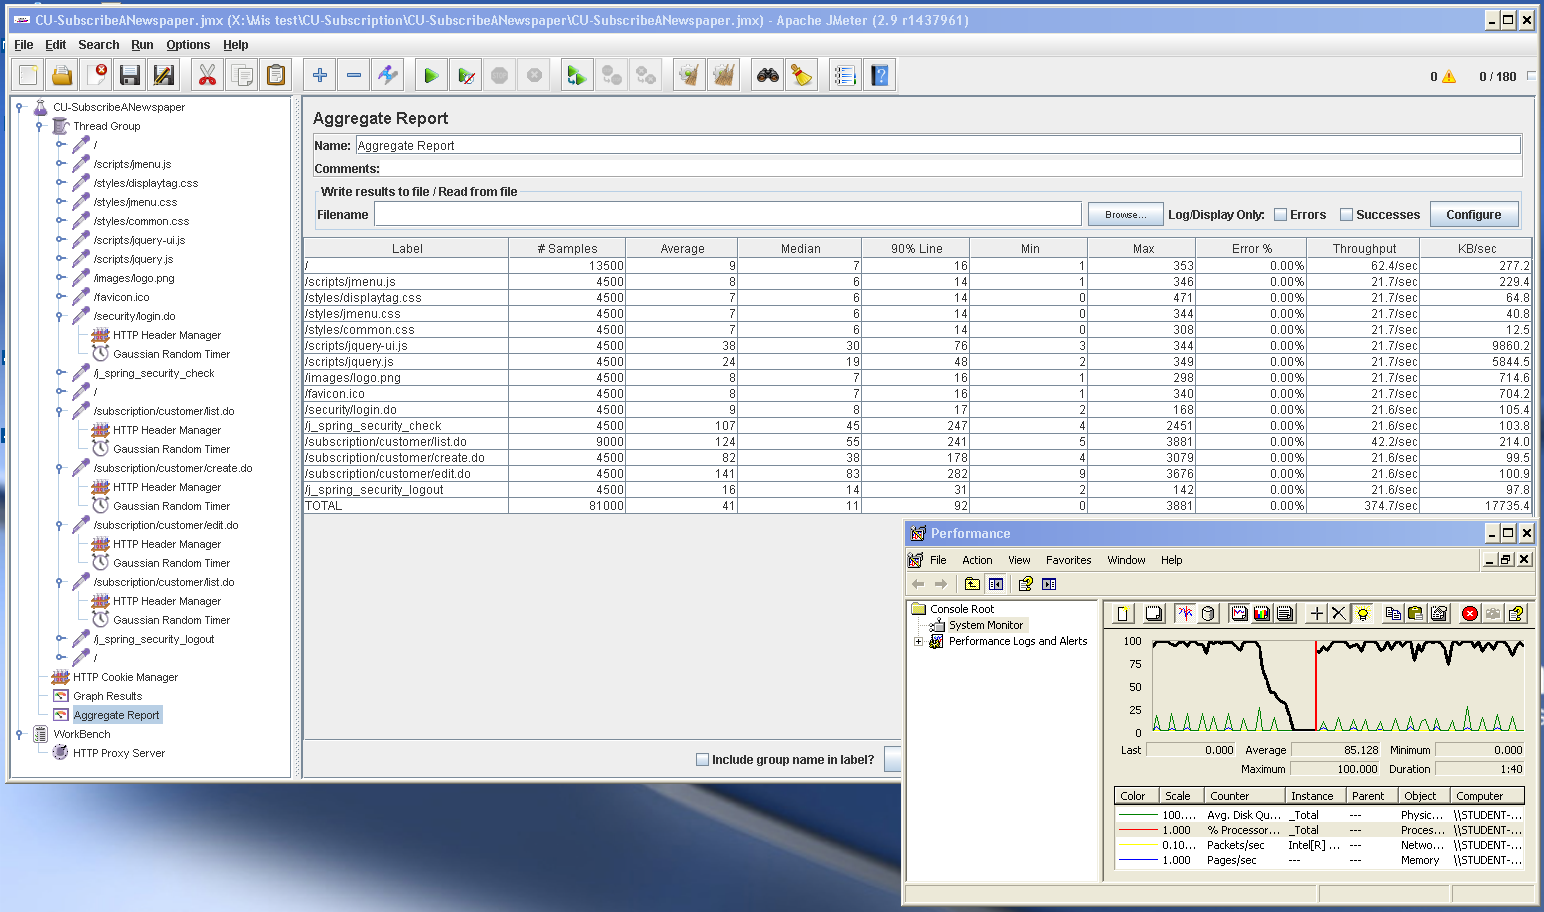 CU-SubscribeANewspaper.jmx (X:\Mis test\CU-Subscription\CU-SubscribeANewspaper\CU-SubscribeANewspaper.jmx) - Apache JMeter (2.9 r1437961)
File Edit Search Run Options Help
0 0 / 180
CU-SubscribeANewspaper
Thread Group
/
/scripts/jmenu.js
/styles/displaytag.css
/styles/jmenu.css
/styles/common.css
/scripts/jquery-ui.js
/scripts/jquery.js
/images/logo.png
/favicon.ico
/security/login.do
HTTP Header Manager
Gaussian Random Timer
/j_spring_security_check
/
/subscription/customer/list.do
HTTP Header Manager
Gaussian Random Timer
/subscription/customer/create.do
HTTP Header Manager
Gaussian Random Timer
/subscription/customer/edit.do
HTTP Header Manager
Gaussian Random Timer
/subscription/customer/list.do
HTTP Header Manager
Gaussian Random Timer
/j_spring_security_logout
/
HTTP Cookie Manager
Graph Results
Aggregate Report
WorkBench
HTTP Proxy Server
Aggregate Report
Name: Aggregate Report
Comments:
Write results to file / Read from file
Filename Browse... Log/Display Only: Errors Successes Configure
Label # Samples Average Median 90% Line Min Max Error % Throughput KB/sec
/ 13500 9 7 16 1 353 0.00% 62.4/sec 277.2
/scripts/jmenu.js 4500 8 6 14 1 346 0.00% 21.7/sec 229.4
/styles/displaytag.css 4500 7 6 14 0 471 0.00% 21.7/sec 64.8
/styles/jmenu.css 4500 7 6 14 0 344 0.00% 21.7/sec 40.8
/styles/common.css 4500 7 6 14 0 308 0.00% 21.7/sec 12.5
/scripts/jquery-ui.js 4500 38 30 76 3 344 0.00% 21.7/sec 9860.2
/scripts/jquery.js 4500 24 19 48 2 349 0.00% 21.7/sec 5844.5
/images/logo.png 4500 8 7 16 1 298 0.00% 21.7/sec 714.6
/favicon.ico 4500 8 7 16 1 340 0.00% 21.7/sec 704.2
/security/login.do 4500 9 8 17 2 168 0.00% 21.6/sec 105.4
/j_spring_security_check 4500 107 45 247 4 2451 0.00% 21.6/sec 103.8
/subscription/customer/list.do 9000 124 55 241 5 3881 0.00% 42.2/sec 214.0
/subscription/customer/create.do 4500 82 38 178 4 3079 0.00% 21.6/sec 99.5
/subscription/customer/edit.do 4500 141 83 282 9 3676 0.00% 21.6/sec 100.9
/j_spring_security_logout 4500 16 14 31 2 142 0.00% 21.6/sec 97.8
TOTAL 81000 41 11 92 0 3881 0.00% 374.7/sec 17735.4
Include group name in label?
Performance
File Action View Favorites Window Help
Console Root
System Monitor
Performance Logs and Alerts
100
75
50
25
0
Last 0.000 Average 85.128 Minimum 0.000
Maximum 100.000 Duration 1:40
Color Scale Counter Instance Parent Object Computer
100.... Avg. Disk Qu... _Total --- Physic... \\STUDENT-...
1.000 % Processor... _Total --- Proces... \\STUDENT-...
0.10... Packets/sec Intel[R] ... --- Netwo... \\STUDENT-...
1.000 Pages/sec --- --- Memory \\STUDENT-...